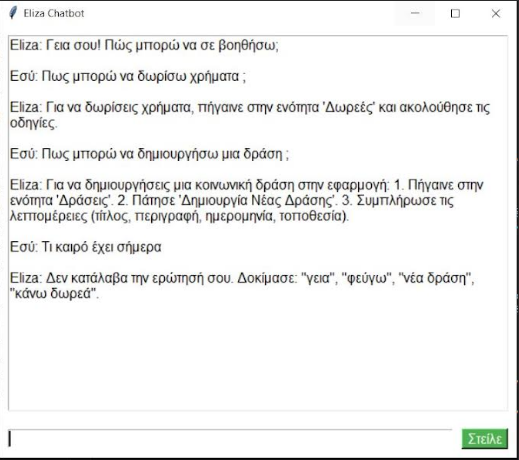 Eliza Chatbot
Eliza: Γεια σου! Πώς μπορώ να σε βοηθήσω;
Εσύ: Πως μπορώ να δωρίσω χρήματα ;
Eliza: Για να δωρίσεις χρήματα, πήγαινε στην ενότητα 'Δωρεές' και ακολούθησε τις
οδηγίες.
Εσύ: Πως μπορώ να δημιουργήσω μια δράση ;
Eliza: Για να δημιουργήσεις μια κοινωνική δράση στην εφαρμογή: 1. Πήγαινε στην
ενότητα 'Δράσεις'. 2. Πάτησε 'Δημιουργία Νέας Δράσης'. 3. Συμπλήρωσε τις
λεπτομέρειες (τίτλος, περιγραφή, ημερομηνία, τοποθεσία).
Εσύ: Τι καιρό έχει σήμερα
Eliza: Δεν κατάλαβα την ερώτησή σου. Δοκίμασε: "γεια", "φεύγω", "νέα δράση",
"κάνω δωρεά".
Στείλε